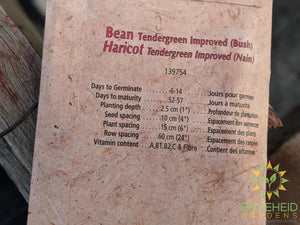 Bean Tendergreen Improved (Bush)
Haricot Tendergreen Improved (Nain)
139754
Days to Germinate ....... 6-14 ....... Jours pour germer
Days to maturity ....... 52-57 ....... Jours à maturité
Planting depth ....... 2.5 cm (1") ....... Profondeur de plantation
Seed spacing ....... 10 cm (4") ....... Espacement des semences
Plant spacing ....... 15 cm (6") ....... Espacement des plants
Row spacing ....... 60 cm (24") ....... Espacement des rangs
Vitamin content ....... A,B1,B2,C & Fibre ....... Contient des vitamines
GARDENS